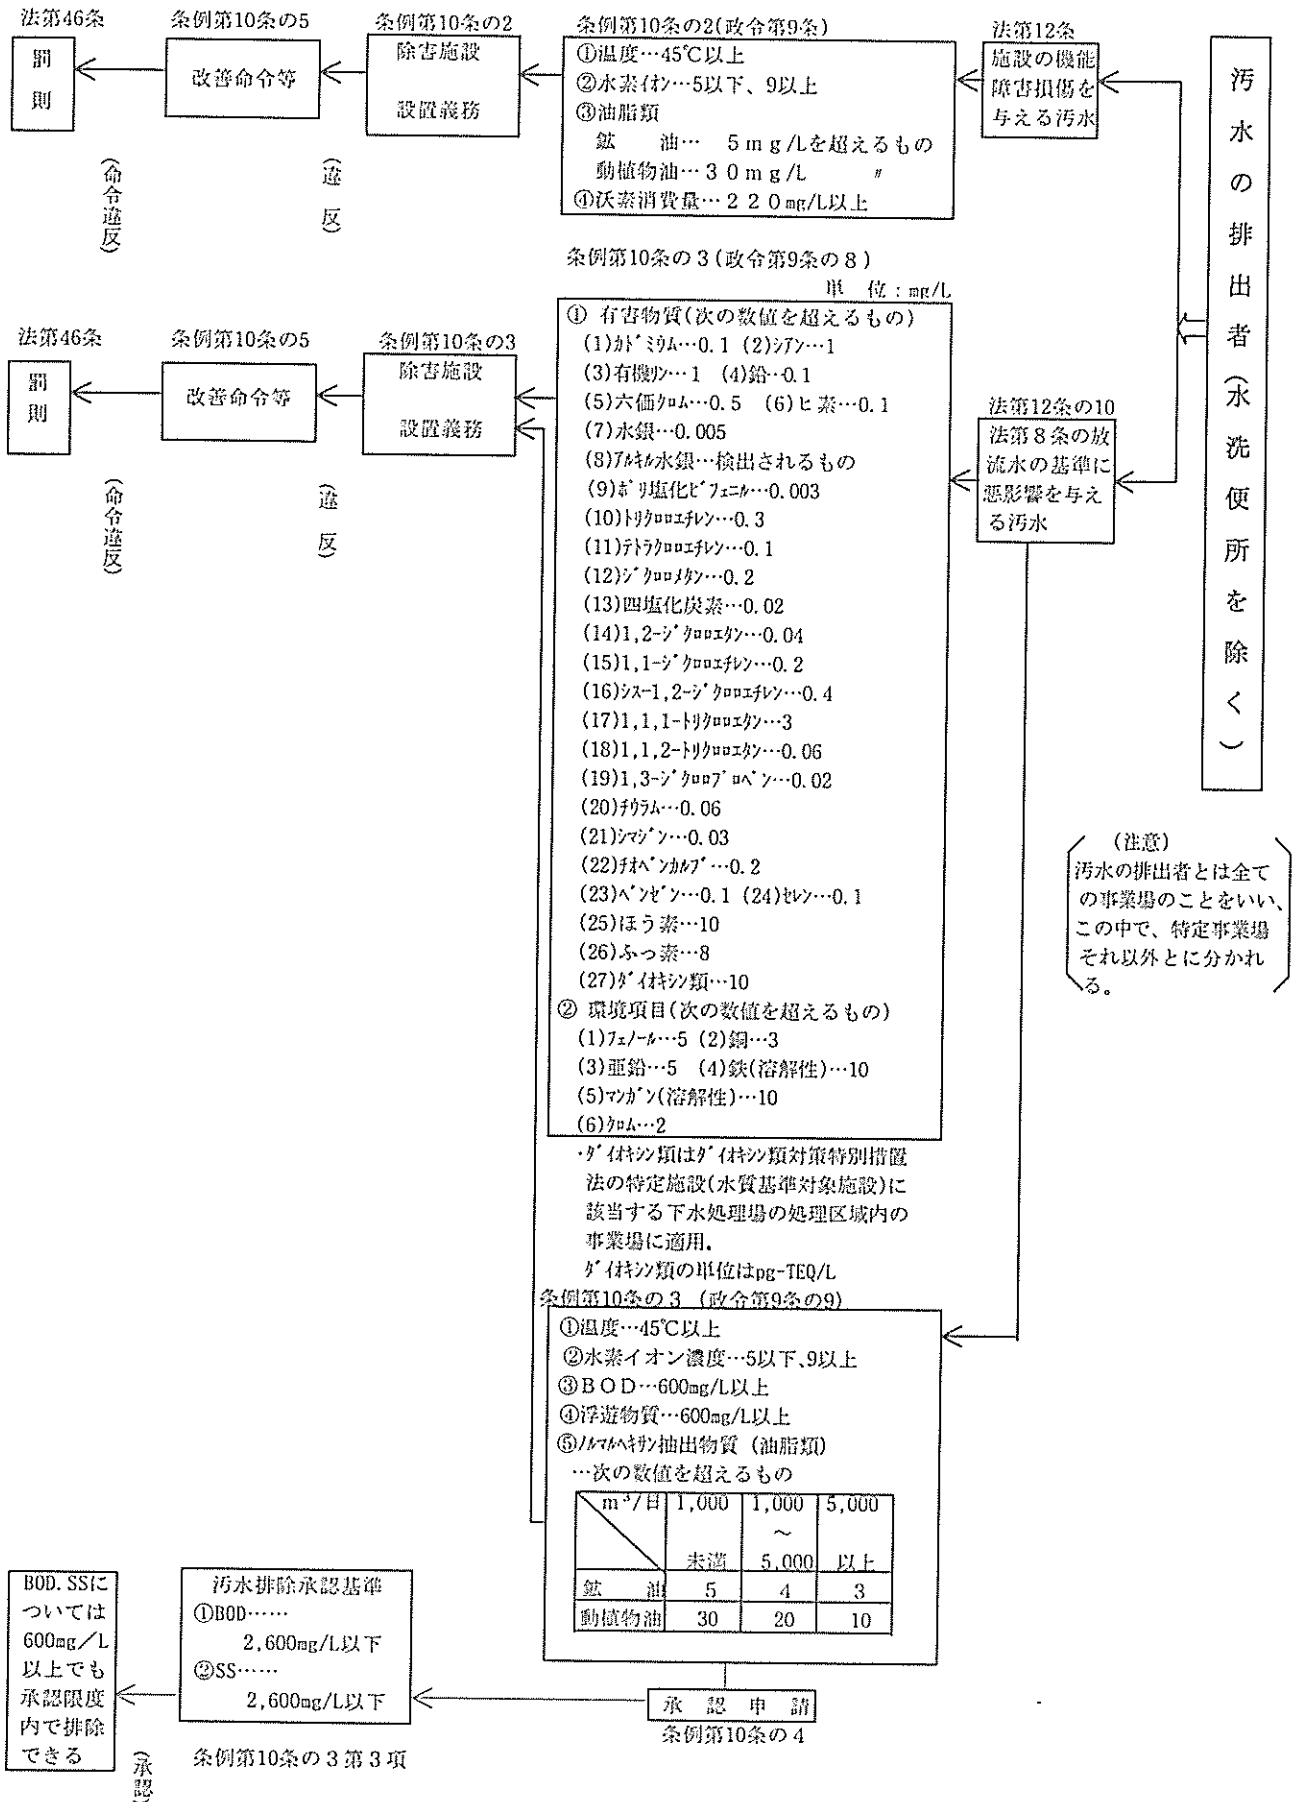 汚水の排出者(水洗便所を除く)
法第12条
施設の機能
障害損傷を
与える汚水
条例第10条の2(政令第9条)
①温度…45℃以上
②水素イオン…5以下、9以上
③油脂類
鉱 油… 5mg/Lを超えるもの
動植物油…30mg/L 〃
④沃素消費量…220mg/L以上
条例第10条の2
除害施設
設置義務
条例第10条の5
改善命令等
(違反)
法第46条
罰
則
(命令違反)
法第12条の10
法第8条の放
流水の基準に
悪影響を与え
る汚水
条例第10条の3(政令第9条の8)
単 位:mg/L
① 有害物質(次の数値を超えるもの)
(1)カドミウム…0.1 (2)シアン…1
(3)有機リン…1 (4)鉛…0.1
(5)六価クロム…0.5 (6)ヒ素…0.1
(7)水銀…0.005
(8)アルキル水銀…検出されるもの
(9)ポリ塩化ビフェニル…0.003
(10)トリクロロエチレン…0.3
(11)テトラクロロエチレン…0.1
(12)ジクロロメタン…0.2
(13)四塩化炭素…0.02
(14)1,2-ジクロロエタン…0.04
(15)1,1-ジクロロエチレン…0.2
(16)シス-1,2-ジクロロエチレン…0.4
(17)1,1,1-トリクロロエタン…3
(18)1,1,2-トリクロロエタン…0.06
(19)1,3-ジクロロプロペン…0.02
(20)チウラム…0.06
(21)シマジン…0.03
(22)チオベンカルブ…0.2
(23)ベンゼン…0.1 (24)セレン…0.1
(25)ほう素…10
(26)ふっ素…8
(27)ダイオキシン類…10
② 環境項目(次の数値を超えるもの)
(1)フェノール…5 (2)銅…3
(3)亜鉛…5 (4)鉄(溶解性)…10
(5)マンガン(溶解性)…10
(6)クロム…2
・ダイオキシン類はダイオキシン類対策特別措置
法の特定施設(水質基準対象施設)に
該当する下水処理場の処理区域内の
事業場に適用.
ダイオキシン類の単位はpg-TEQ/L
条例第10条の3
除害施設
設置義務
条例第10条の5
改善命令等
(違反)
法第46条
罰
則
(命令違反)
(注意)
汚水の排出者とは全て
の事業場のことをいい、
この中で、特定事業場
それ以外とに分かれ
る。
条例第10条の3 (政令第9条の9)
①温度…45℃以上
②水素イオン濃度…5以下、9以上
③BOD…600mg/L以上
④浮遊物質…600mg/L以上
⑤ノルマルヘキサン抽出物質 (油脂類)
…次の数値を超えるもの
m³/日 1,000 1,000 5,000
～
未満 5,000 以上
鉱 油 5 4 3
動植物油 30 20 10
承認申請
条例第10条の4
汚水排除承認基準
①BOD……
2,600mg/L以下
②SS……
2,600mg/L以下
条例第10条の3第3項
BOD.SSに
ついては
600mg/L
以上でも
承認限度
内で排除
できる
(承認